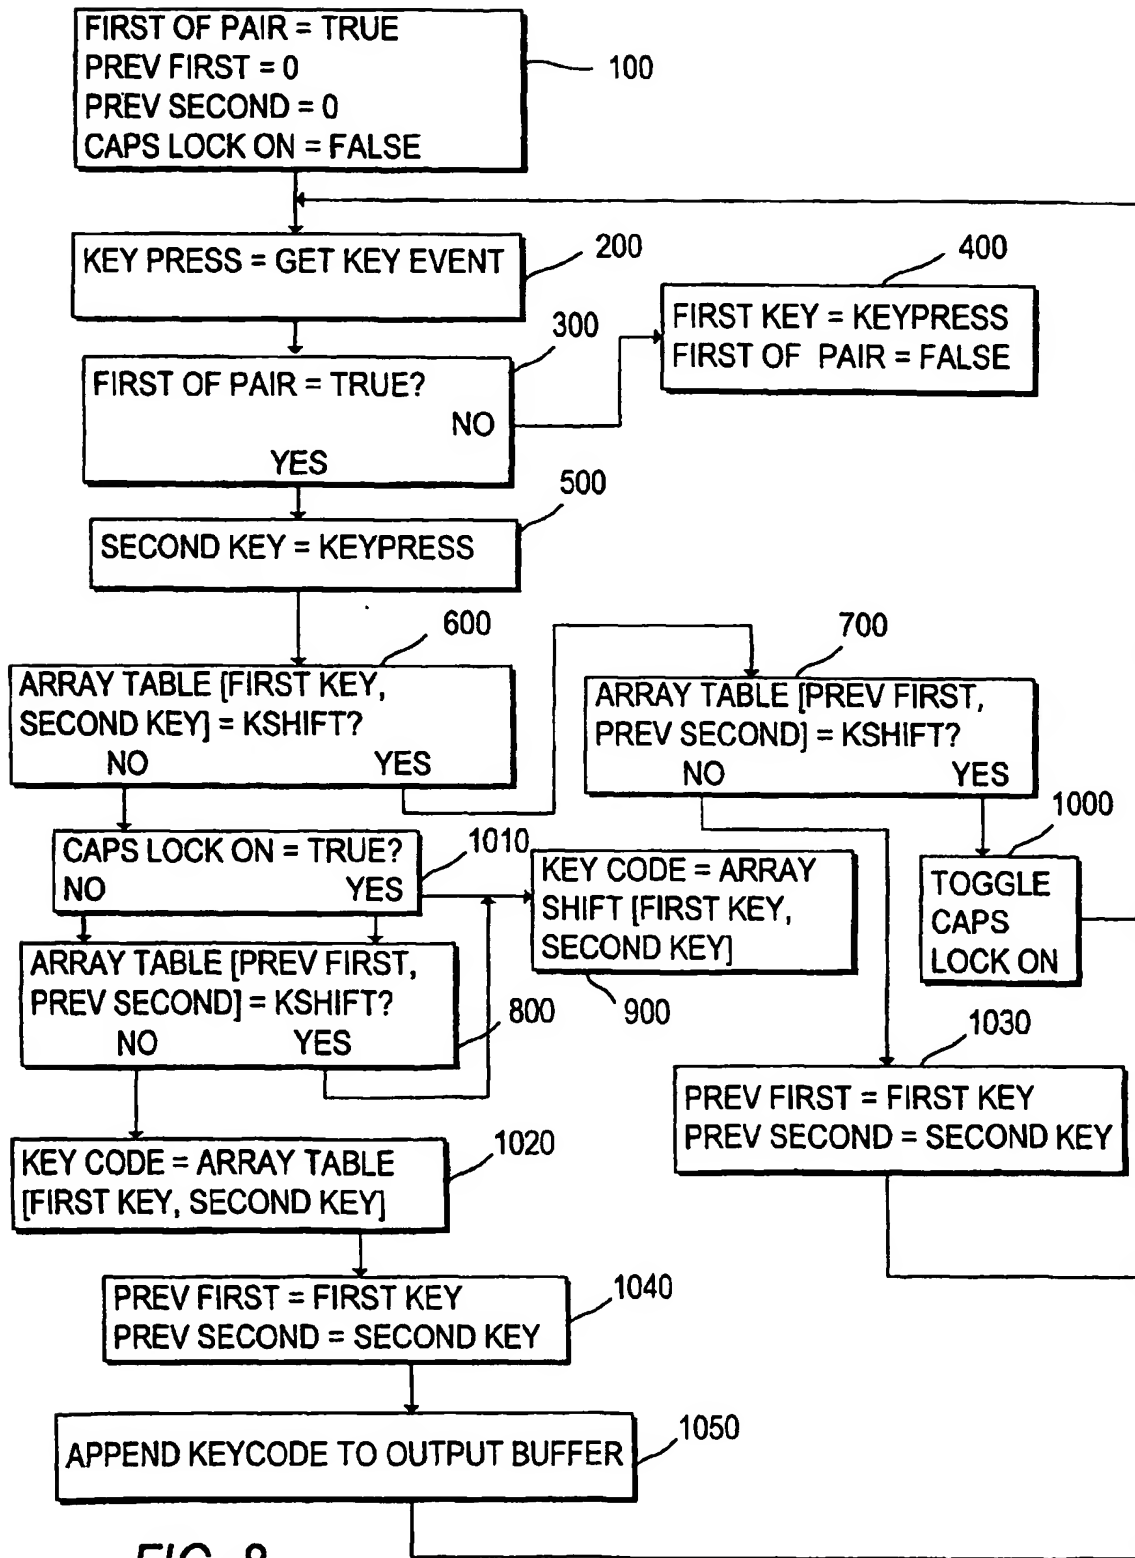 FIRST OF PAIR = TRUE
PREV FIRST = 0
PREV SECOND = 0
CAPS LOCK ON = FALSE
100
KEY PRESS = GET KEY EVENT
200
400
FIRST KEY = KEYPRESS
FIRST OF PAIR = FALSE
300
FIRST OF PAIR = TRUE?
NO
YES
500
SECOND KEY = KEYPRESS
600
ARRAY TABLE [FIRST KEY,
SECOND KEY] = KSHIFT?
NO YES
700
ARRAY TABLE [PREV FIRST,
PREV SECOND] = KSHIFT?
NO YES
1000
TOGGLE
CAPS
LOCK ON
CAPS LOCK ON = TRUE?
NO YES
1010
KEY CODE = ARRAY
SHIFT [FIRST KEY,
SECOND KEY]
900
ARRAY TABLE [PREV FIRST,
PREV SECOND] = KSHIFT?
NO YES
800
1030
PREV FIRST = FIRST KEY
PREV SECOND = SECOND KEY
KEY CODE = ARRAY TABLE
[FIRST KEY, SECOND KEY]
1020
PREV FIRST = FIRST KEY
PREV SECOND = SECOND KEY
1040
APPEND KEYCODE TO OUTPUT BUFFER
1050
FIG. 8